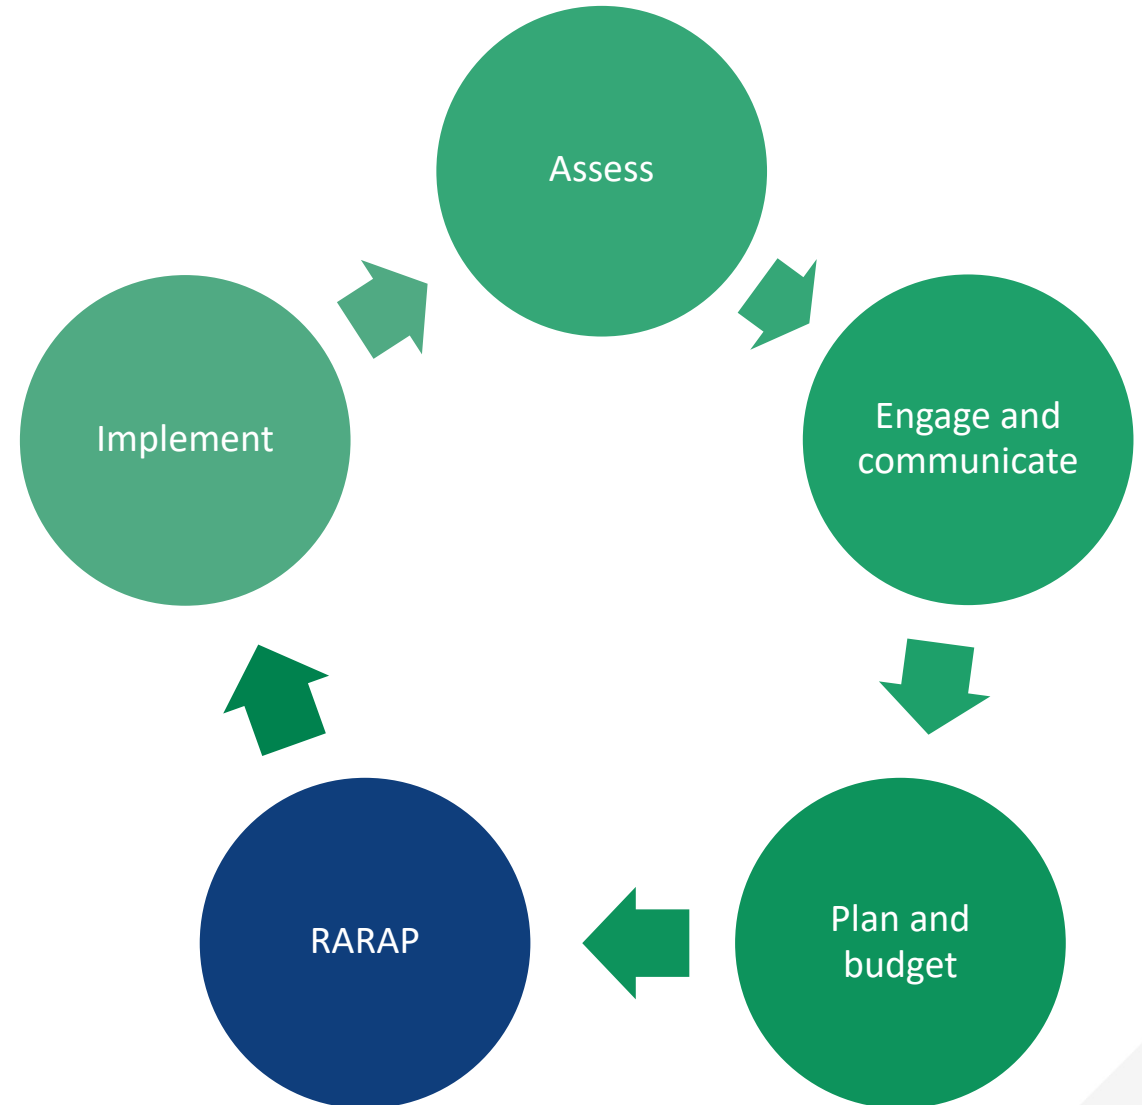 Assess
Engage and
communicate
Plan and
budget
RARAP
Implement